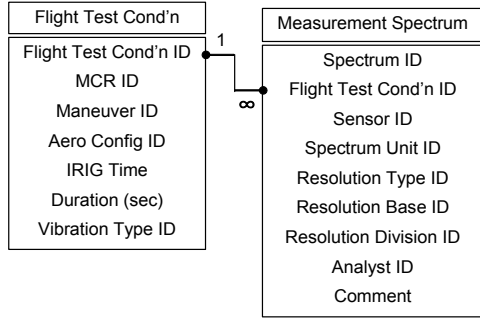 Flight Test Cond'n
Flight Test Cond'n ID
MCR ID
Maneuver ID
Aero Config ID
IRIG Time
Duration (sec)
Vibration Type ID
1
∞
Measurement Spectrum
Spectrum ID
Flight Test Cond'n ID
Sensor ID
Spectrum Unit ID
Resolution Type ID
Resolution Base ID
Resolution Division ID
Analyst ID
Comment